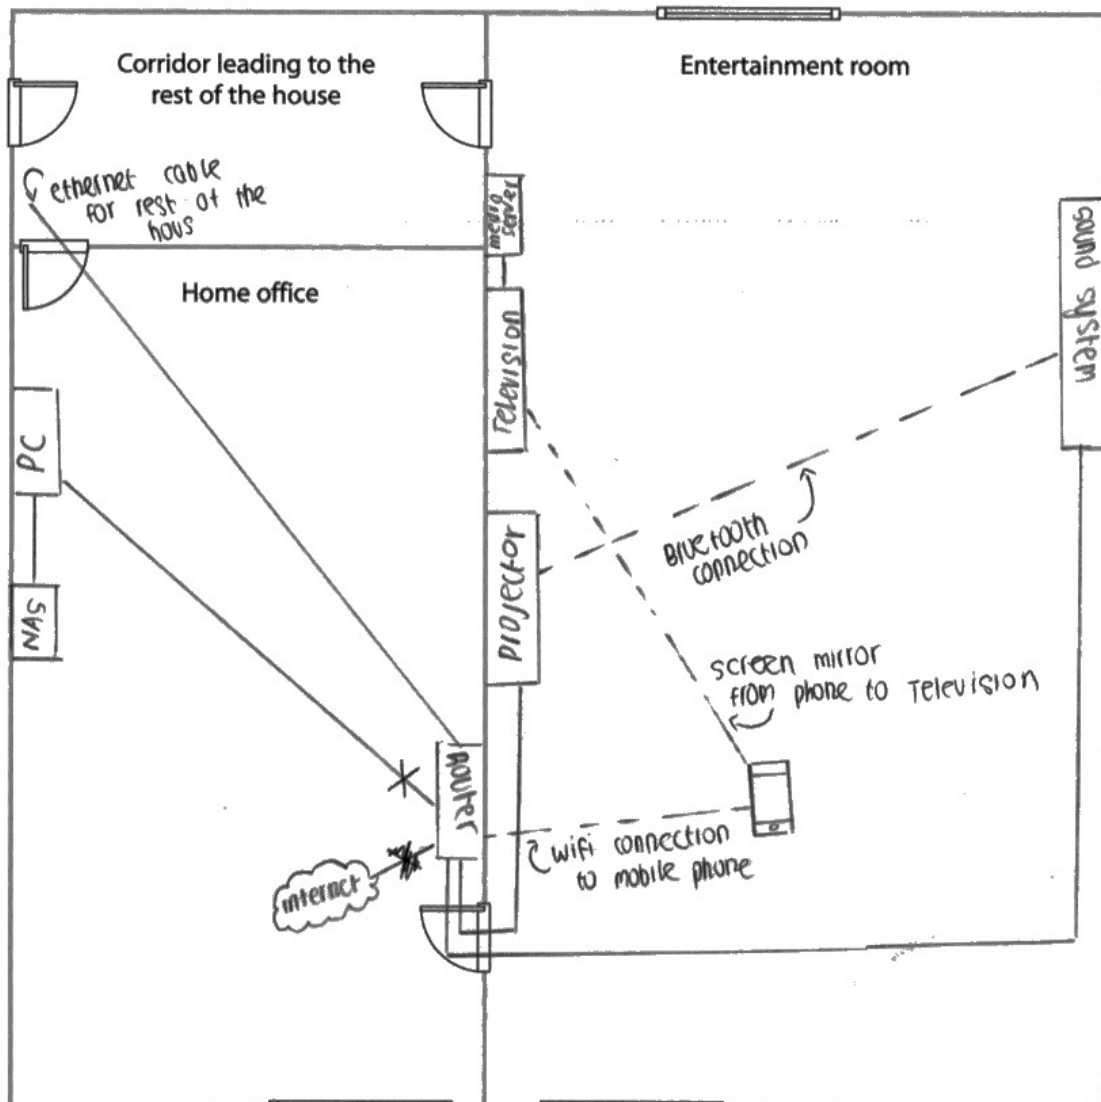 Corridor leading to the
rest of the house
Entertainment room
ethernet cable
for rest of the
hous
media
server
sound system
Home office
Television
PC
Projector
Bluetooth
connection
NAS
screen mirror
from phone to Television
Router
wifi connection
to mobile phone
internet